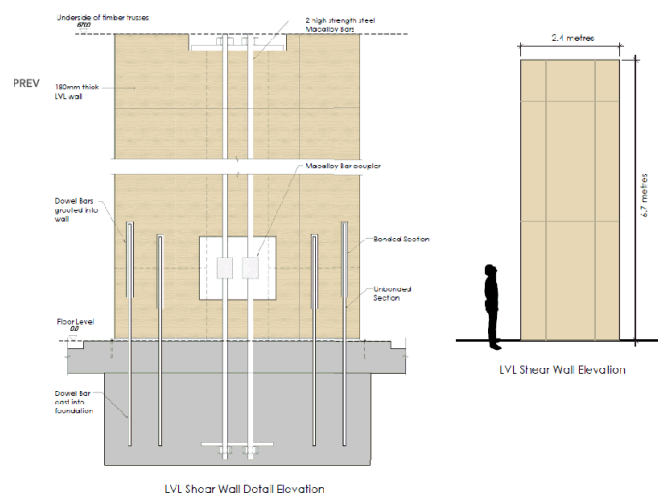 Underside of timber trusses
6700
2 high strength steel
Macalloy Bars
PREV
180mm thick
LVL wall
Macalloy Bar coupler
Dowel Bars
grouted into
wall
Bonded Section
Unbonded
Section
Floor Level
00
Dowel Bar
cast into
foundation
LVL Shear Wall Detail Elevation
2.4 metres
6.7 metres
LVL Shear Wall Elevation